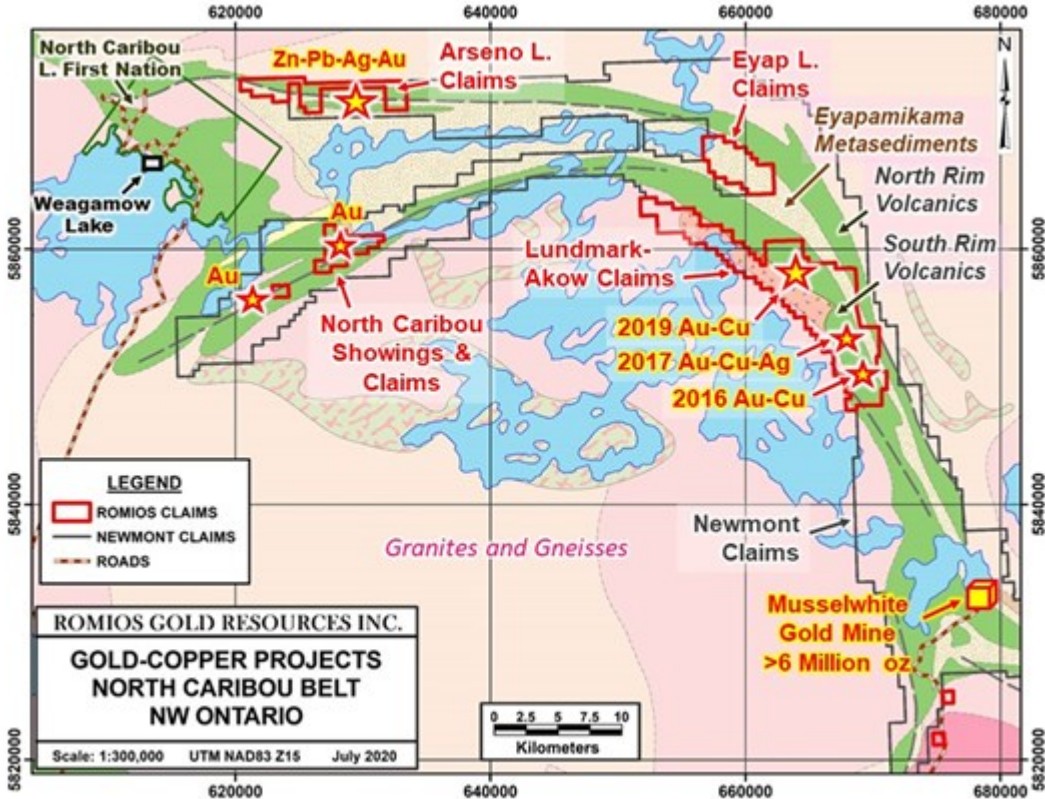 620000
640000
660000
680000
North Caribou
L. First Nation
Zn-Pb-Ag-Au
Arseno L.
Claims
Eyap L.
Claims
N
Eyapamikama
Metasediments
North Rim
Volcanics
South Rim
Volcanics
Weagamow
Lake
Au
Au
5860000
5860000
Lundmark-
Akow Claims
North Caribou
Showings &
Claims
2019 Au-Cu
2017 Au-Cu-Ag
2016 Au-Cu
LEGEND
ROMIOS CLAIMS
NEWMONT CLAIMS
ROADS
5840000
5840000
Newmont
Claims
Granites and Gneisses
Musselwhite
Gold Mine
>6 Million oz
ROMIOS GOLD RESOURCES INC.
GOLD-COPPER PROJECTS
NORTH CARIBOU BELT
NW ONTARIO
Scale: 1:300,000 UTM NAD83 Z15 July 2020
0 2.5 5 7.5 10
Kilometers
5820000
5820000
620000
640000
660000
680000